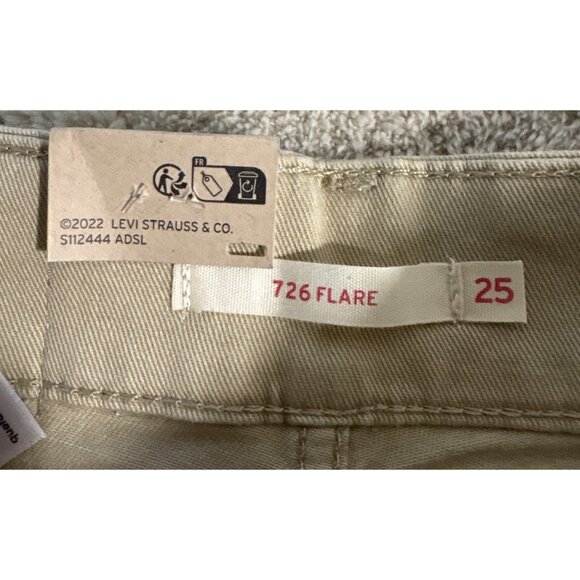 FR
©2022 LEVI STRAUSS & CO.
S112444 ADSL
726 FLARE
25